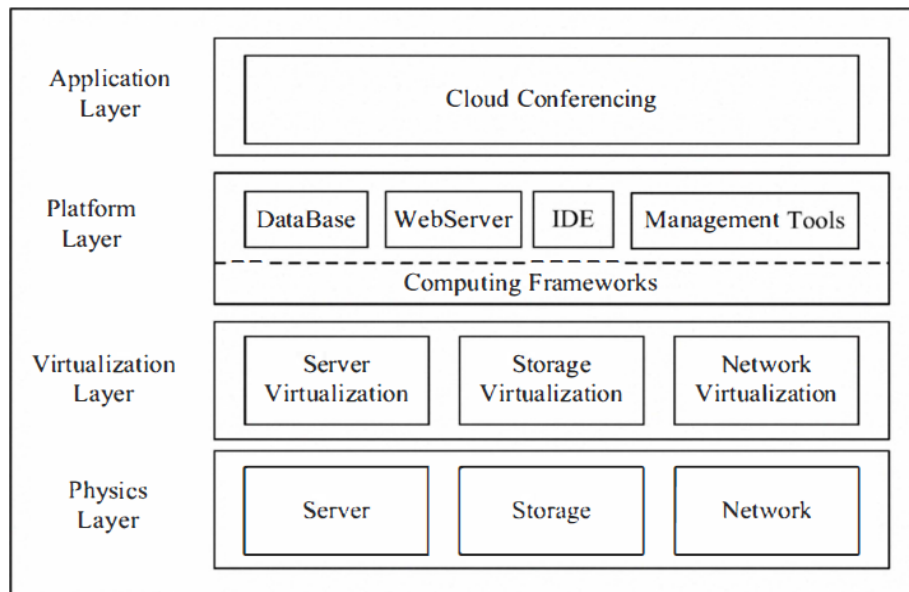 Application
Layer
Cloud Conferencing
Platform
Layer
DataBase
WebServer
IDE
Management Tools
Computing Frameworks
Virtualization
Layer
Server
Virtualization
Storage
Virtualization
Network
Virtualization
Physics
Layer
Server
Storage
Network